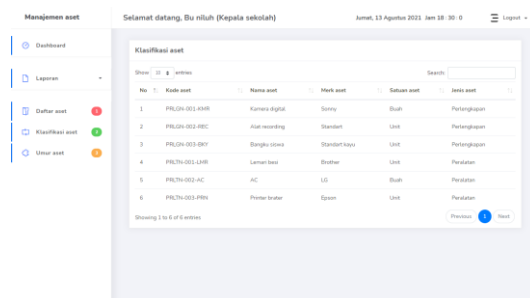 Manajemen aset
Selamat datang, Bu niluh (Kepala sekolah)
Jumat, 13 Agustus 2021 Jam 18 : 30 : 0
Logout
Dashboard
Laporan
Daftar aset
Klasifikasi aset
Umur aset
Klasifikasi aset
Show 10 entries
Search:
No Kode aset Nama aset Merk aset Satuan aset Jenis aset
1 PRLGN-001-KMR Kamera digital Sonny Buah Perlengkapan
2 PRLGN-002-REC Alat recording Standart Unit Perlengkapan
3 PRLGN-003-BKY Bangku siswa Standart kayu Unit Perlengkapan
4 PRLTN-001-LMR Lemari besi Brother Unit Peralatan
5 PRLTN-002-AC AC LG Buah Peralatan
6 PRLTN-003-PRN Printer brater Epson Unit Peralatan
Showing 1 to 6 of 6 entries
Previous 1 Next